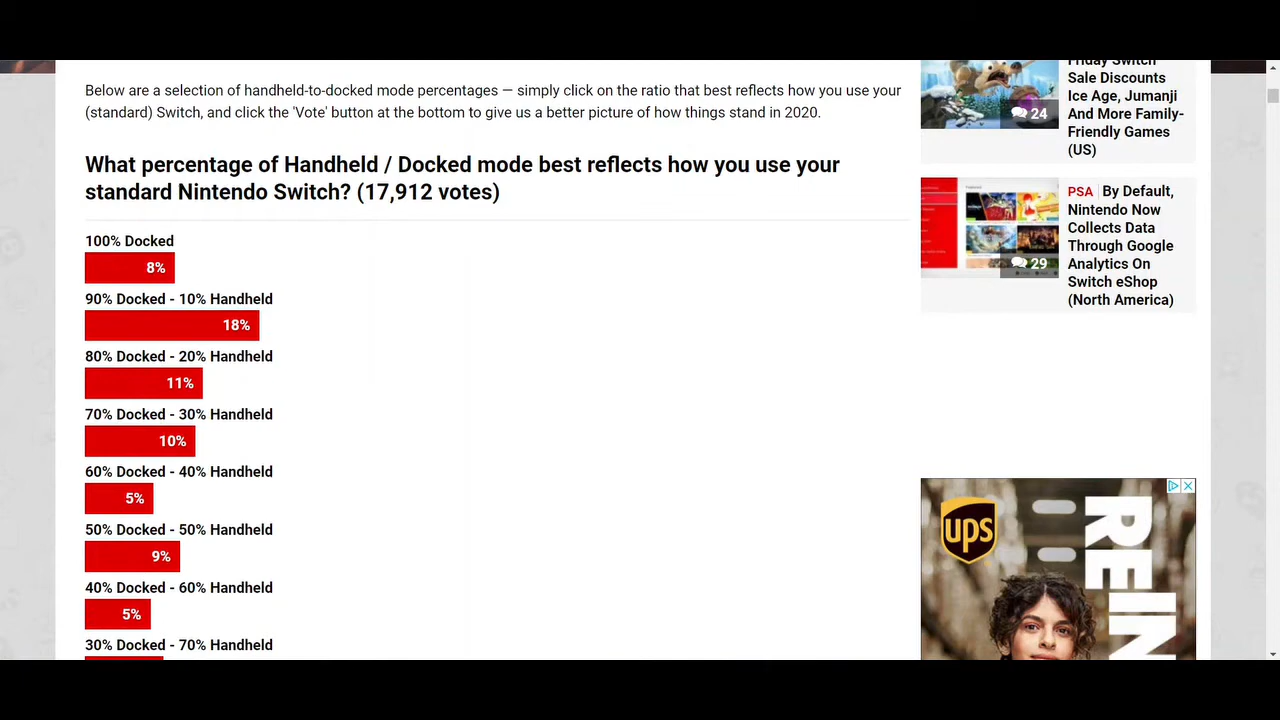 Below are a selection of handheld-to-docked mode percentages — simply click on the ratio that best reflects how you use your
(standard) Switch, and click the 'Vote' button at the bottom to give us a better picture of how things stand in 2020.
What percentage of Handheld / Docked mode best reflects how you use your
standard Nintendo Switch? (17,912 votes)
100% Docked
8%
90% Docked - 10% Handheld
18%
80% Docked - 20% Handheld
11%
70% Docked - 30% Handheld
10%
60% Docked - 40% Handheld
5%
50% Docked - 50% Handheld
9%
40% Docked - 60% Handheld
5%
30% Docked - 70% Handheld
Friday Switch
Sale Discounts
Ice Age, Jumanji
And More Family-
Friendly Games
(US)
24
PSA By Default,
Nintendo Now
Collects Data
Through Google
Analytics On
Switch eShop
(North America)
29
ups
REIN